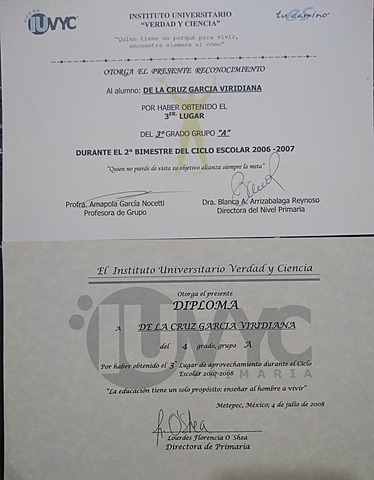 IUVYC
INSTITUTO UNIVERSITARIO
"VERDAD Y CIENCIA"
tu camino
"Quien tiene un porqué para vivir,
encuentra siempre el cómo"
OTORGA EL PRESENTE RECONOCIMIENTO
Al alumno: DE LA CRUZ GARCIA VIRIDIANA
POR HABER OBTENIDO EL
3ER. LUGAR
DEL 3º GRADO GRUPO "A"
DURANTE EL 2º BIMESTRE DEL CICLO ESCOLAR 2006 -2007
"Quien no pierde de vista su objetivo alcanza siempre la meta"
Profra. Amapola García Nocetti
Profesora de Grupo
Dra. Blanca A. Arrizabalaga Reynoso
Directora del Nivel Primaria
El Instituto Universitario Verdad y Ciencia
Otorga el presente
DIPLOMA
A DE LA CRUZ GARCIA VIRIDIANA
del 4 grado, grupo A
Por haber obtenido el 3° Lugar de aprovechamiento durante el Ciclo
Escolar 2007-2008
IUVYC
PRIMARIA
"La educación tiene un solo propósito: enseñar al hombre a vivir"
Metepec, México; 4 de julio de 2008
Lourdes Florencia O´Shea
Directora de Primaria